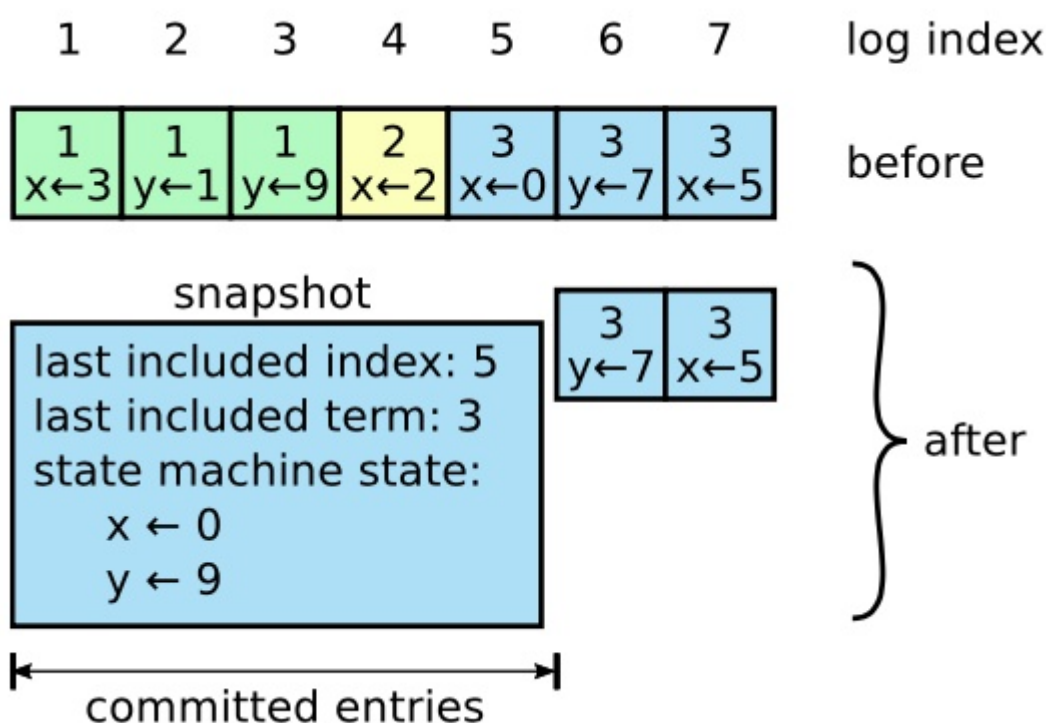 1 2 3 4 5 6 7 log index
1 1 1 2 3 3 3
x←3 y←1 y←9 x←2 x←0 y←7 x←5
before
snapshot
3 3
y←7 x←5
last included index: 5
last included term: 3
state machine state:
x ← 0
y ← 9
after
committed entries